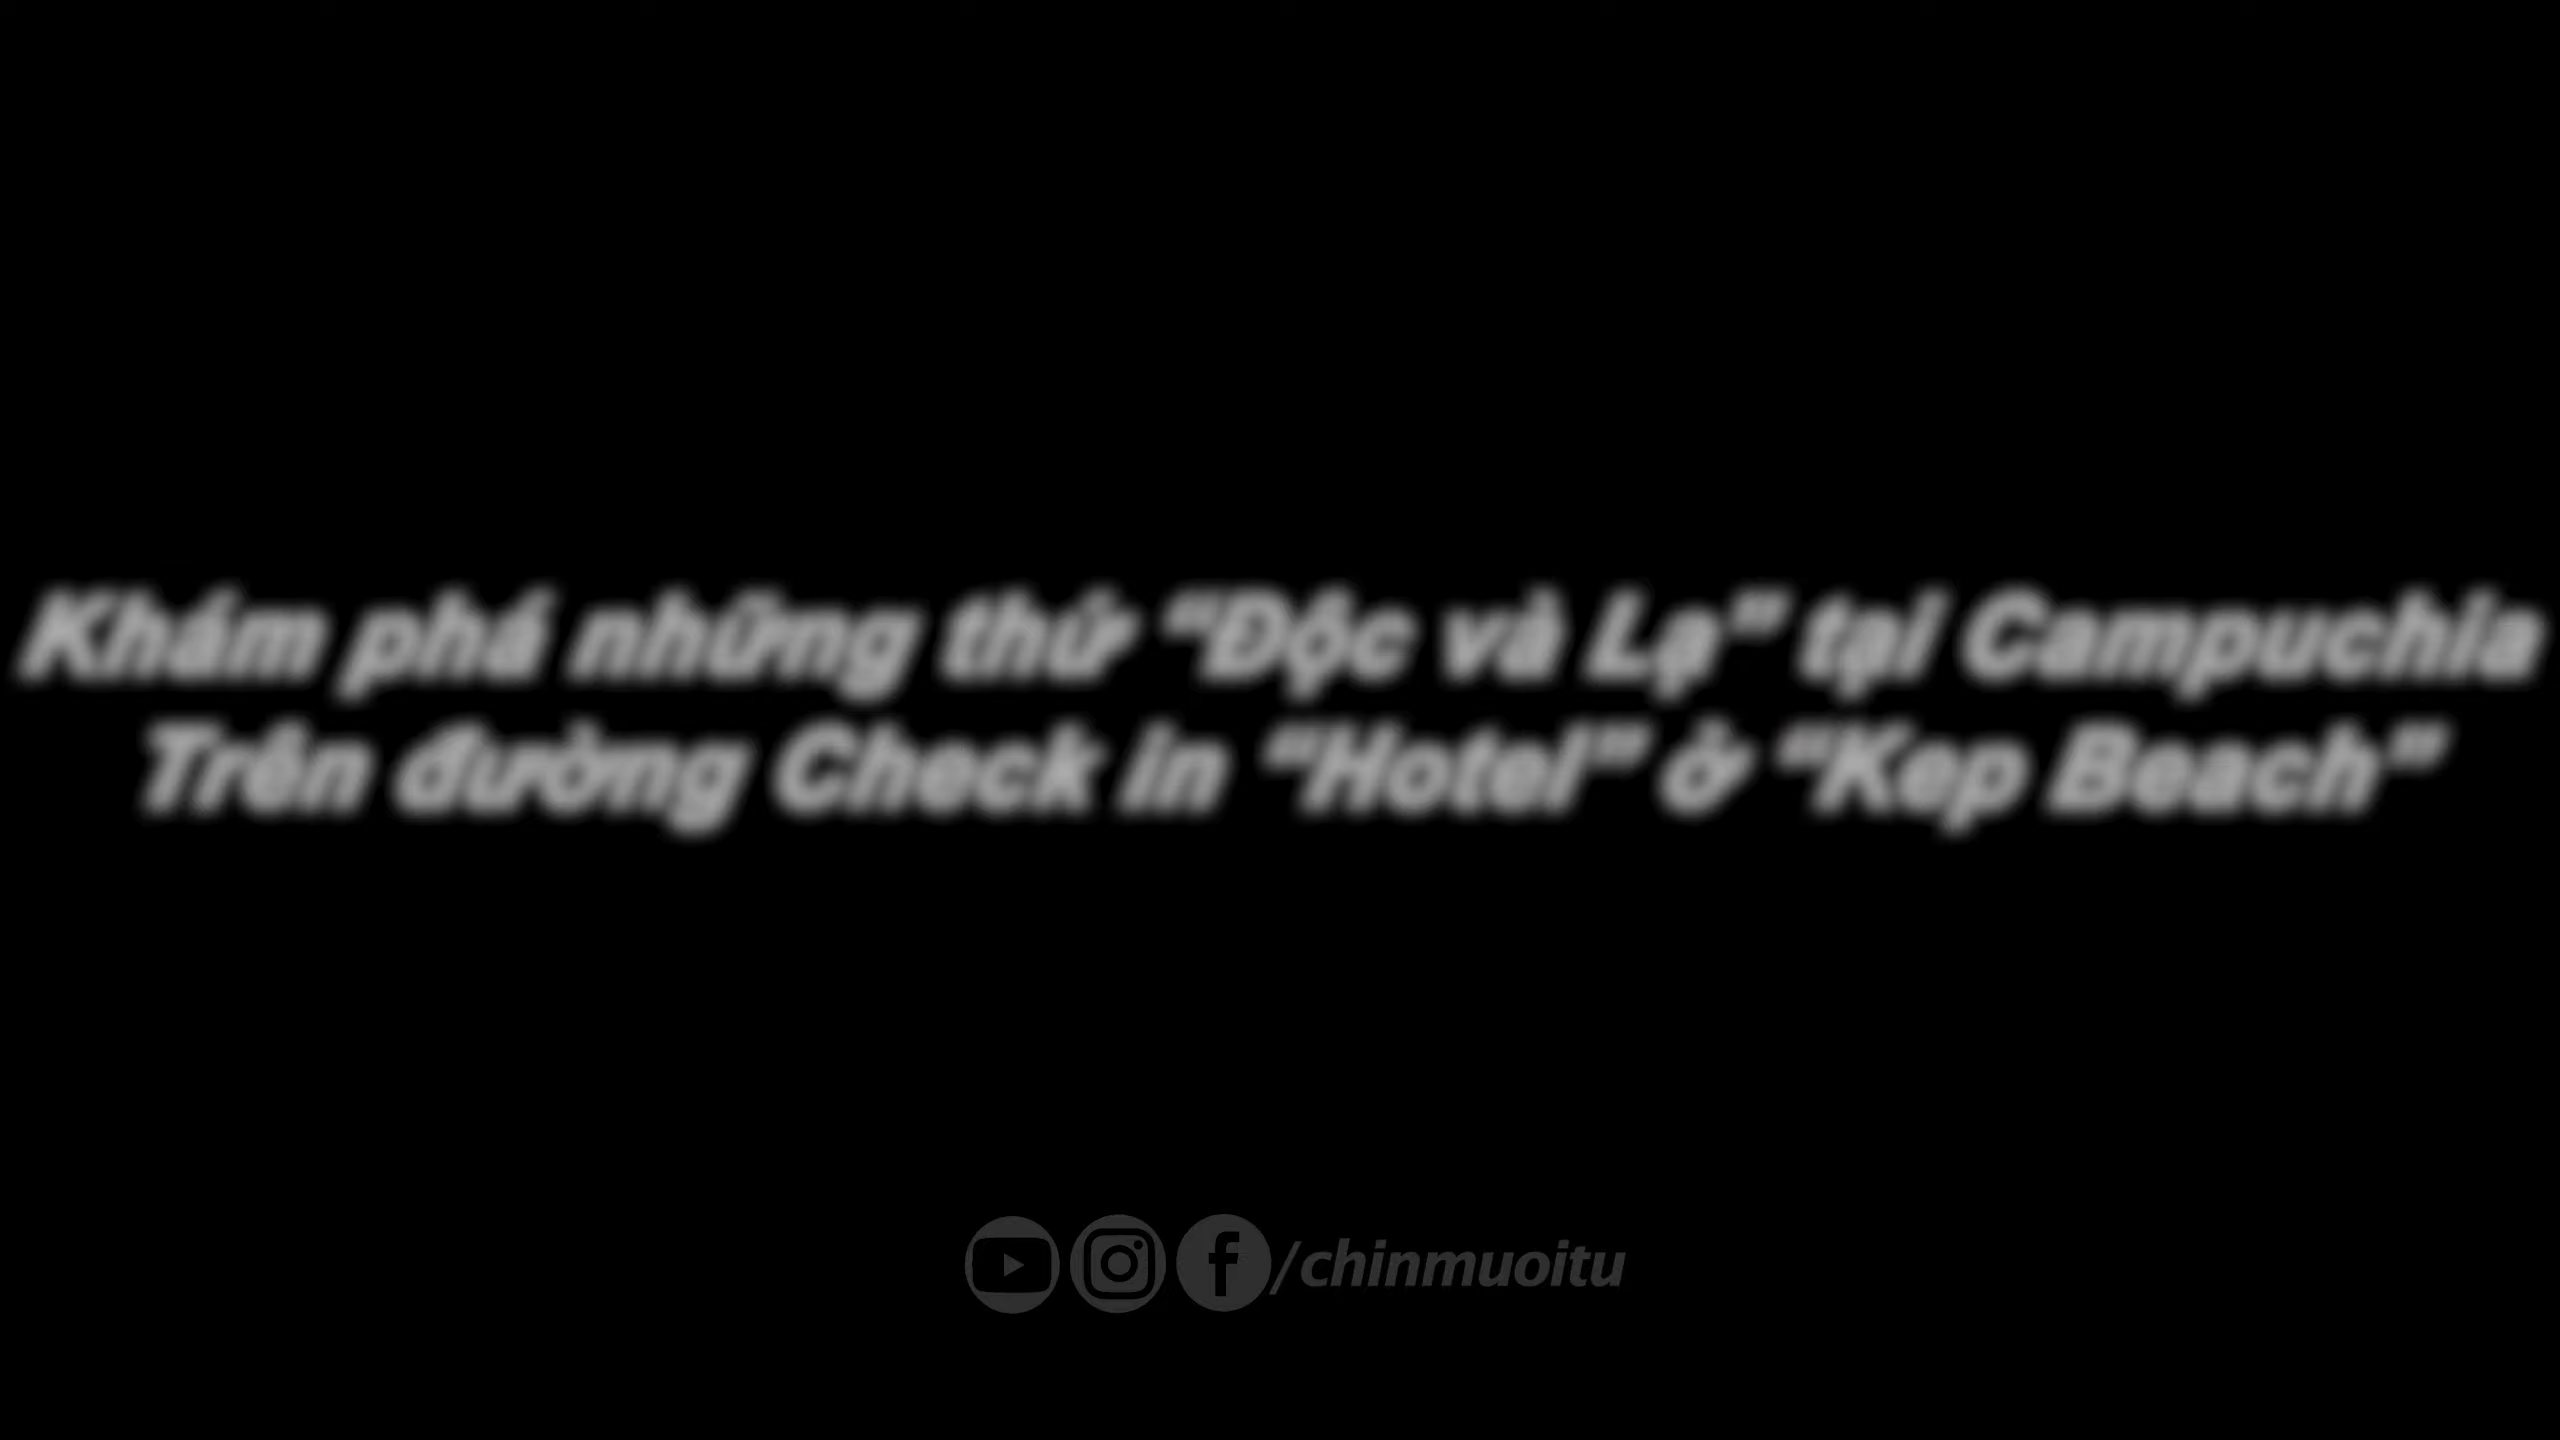 Khám phá những thứ “Độc và Lạ” tại Campuchia
Trên đường Check in “Hotel” ở “Kep Beach”
/chinmuoitu